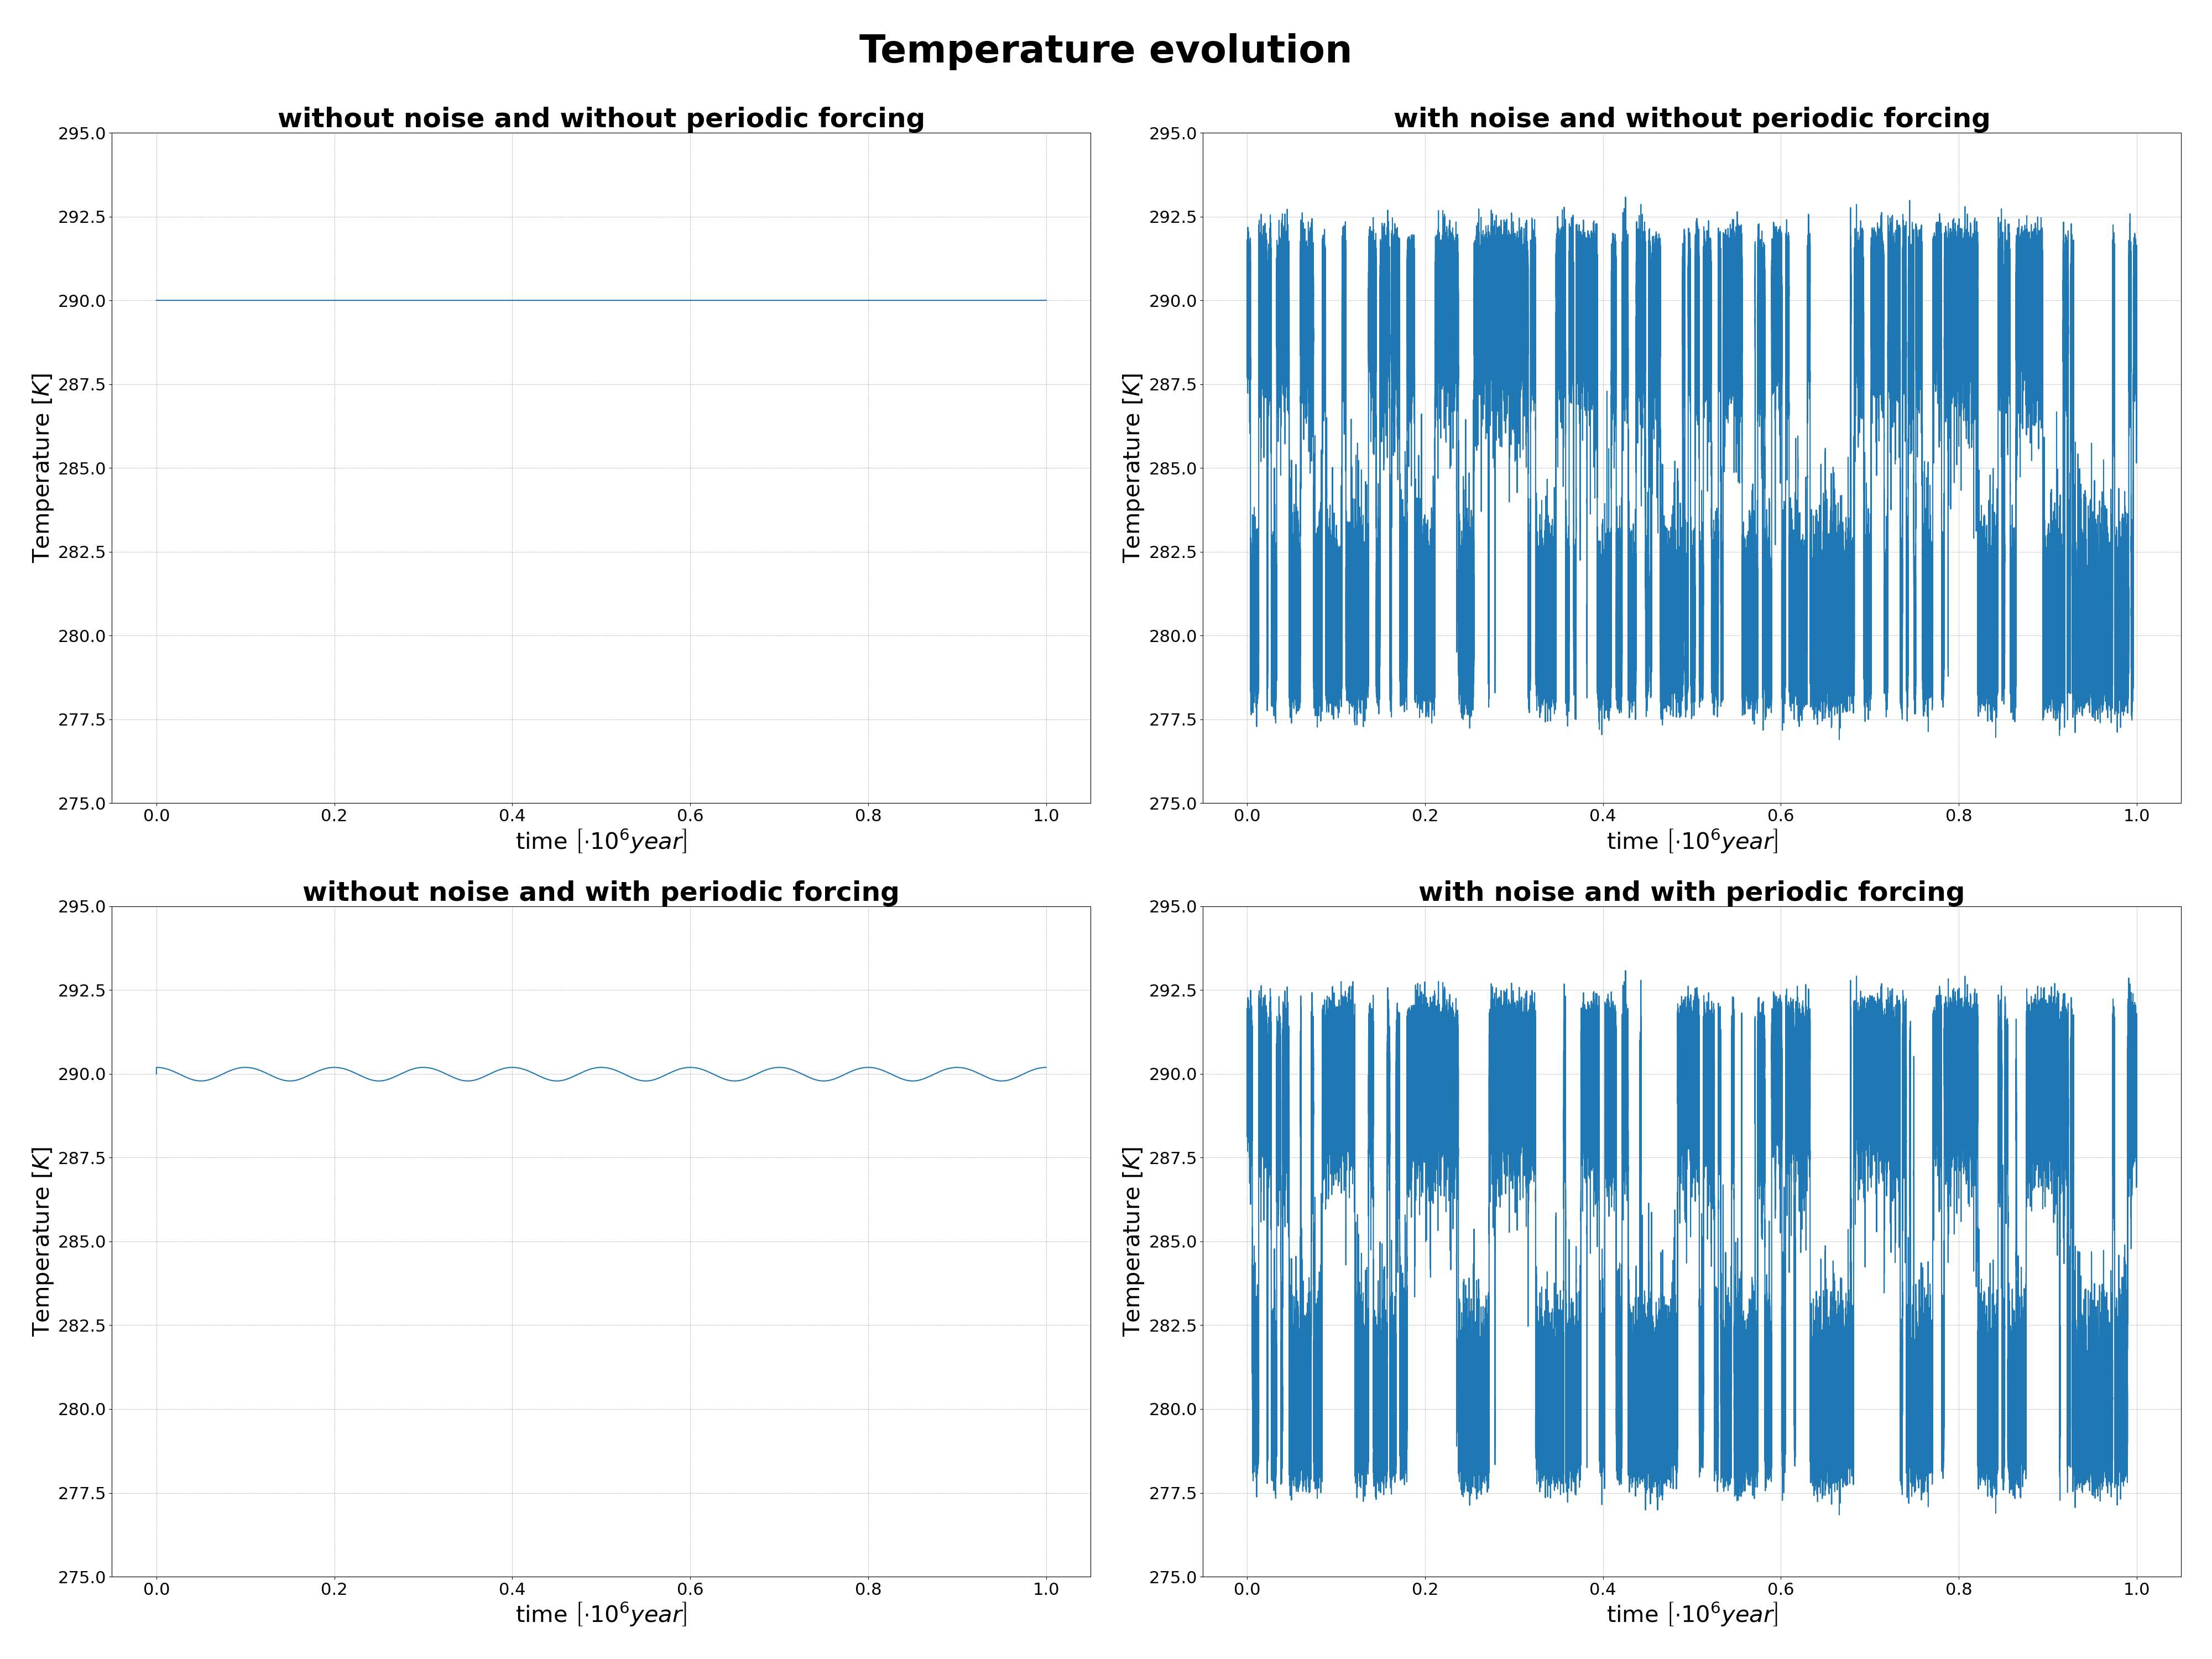 Temperature evolution
without noise and without periodic forcing
295.0
292.5
290.0
287.5
285.0
282.5
280.0
277.5
275.0
Temperature [K]
0.0 0.2 0.4 0.6 0.8 1.0
time [·10⁶year]
with noise and without periodic forcing
295.0
292.5
290.0
287.5
285.0
282.5
280.0
277.5
275.0
Temperature [K]
0.0 0.2 0.4 0.6 0.8 1.0
time [·10⁶year]
without noise and with periodic forcing
295.0
292.5
290.0
287.5
285.0
282.5
280.0
277.5
275.0
Temperature [K]
0.0 0.2 0.4 0.6 0.8 1.0
time [·10⁶year]
with noise and with periodic forcing
295.0
292.5
290.0
287.5
285.0
282.5
280.0
277.5
275.0
Temperature [K]
0.0 0.2 0.4 0.6 0.8 1.0
time [·10⁶year]